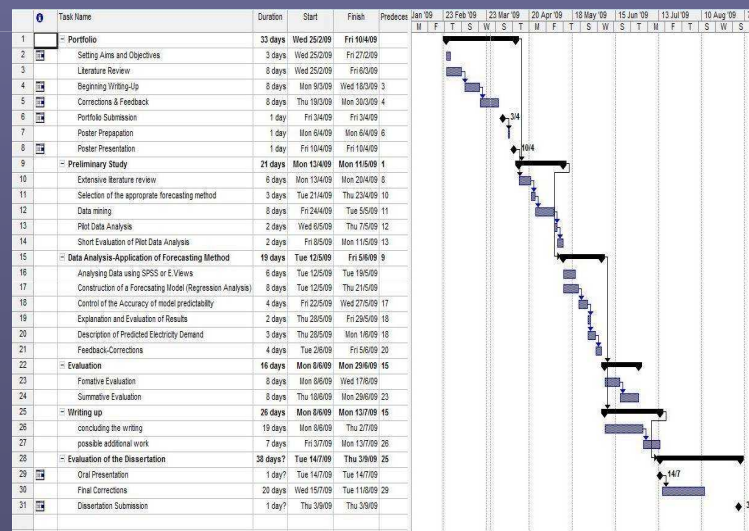 Task Name Duration Start Finish Predeces Jan '09 23 Feb '09 23 Mar '09 20 Apr '09 18 May '09 15 Jun '09 13 Jul '09 10 Aug '09
M F T S W S T M F T S W S T M F T S W S
1 Portfolio 33 days Wed 25/2/09 Fri 10/4/09
2 Setting Aims and Objectives 3 days Wed 25/2/09 Fri 27/2/09
3 Literature Review 8 days Wed 25/2/09 Fri 6/3/09
4 Beginning Writing-Up 8 days Mon 9/3/09 Wed 18/3/09 3
5 Corrections & Feedback 8 days Thu 19/3/09 Mon 30/3/09 4
6 Portfolio Submission 1 day Fri 3/4/09 Fri 3/4/09 3/4
7 Poster Prepapation 1 day Mon 6/4/09 Mon 6/4/09 6
8 Poster Presentation 1 day Fri 10/4/09 Fri 10/4/09 10/4
9 Preliminary Study 21 days Mon 13/4/09 Mon 11/5/09 1
10 Extensive literature review 6 days Mon 13/4/09 Mon 20/4/09 8
11 Selection of the approprate forecasting method 3 days Tue 21/4/09 Thu 23/4/09 10
12 Data mining 8 days Fri 24/4/09 Tue 5/5/09 11
13 Pilot Data Analysis 2 days Wed 6/5/09 Thu 7/5/09 12
14 Short Evaluation of Pilot Data Analysis 2 days Fri 8/5/09 Mon 11/5/09 13
15 Data Analysis-Application of Forecasting Method 19 days Tue 12/5/09 Fri 5/6/09 9
16 Analysing Data using SPSS or E.Views 6 days Tue 12/5/09 Tue 19/5/09
17 Construction of a Forecsating Model (Regression Analysis) 8 days Tue 12/5/09 Thu 21/5/09
18 Control of the Accuracy of model predictability 4 days Fri 22/5/09 Wed 27/5/09 17
19 Explanation and Evaluation of Results 2 days Thu 28/5/09 Fri 29/5/09 18
20 Description of Predicted Electricity Demand 3 days Thu 28/5/09 Mon 1/6/09 18
21 Feedback-Corrections 4 days Tue 2/6/09 Fri 5/6/09 20
22 Evaluation 16 days Mon 8/6/09 Mon 29/6/09 15
23 Fomative Evaluation 8 days Mon 8/6/09 Wed 17/6/09
24 Summative Evaluation 8 days Thu 18/6/09 Mon 29/6/09 23
25 Writing up 26 days Mon 8/6/09 Mon 13/7/09 15
26 concluding the writing 19 days Mon 8/6/09 Thu 2/7/09
27 possible additional work 7 days Fri 3/7/09 Mon 13/7/09 26
28 Evaluation of the Dissertation 38 days? Tue 14/7/09 Thu 3/9/09 25
29 Oral Presentation 1 day? Tue 14/7/09 Tue 14/7/09 14/7
30 Final Corrections 20 days Wed 15/7/09 Tue 11/8/09 29
31 Dissertation Submission 1 day? Thu 3/9/09 Thu 3/9/09